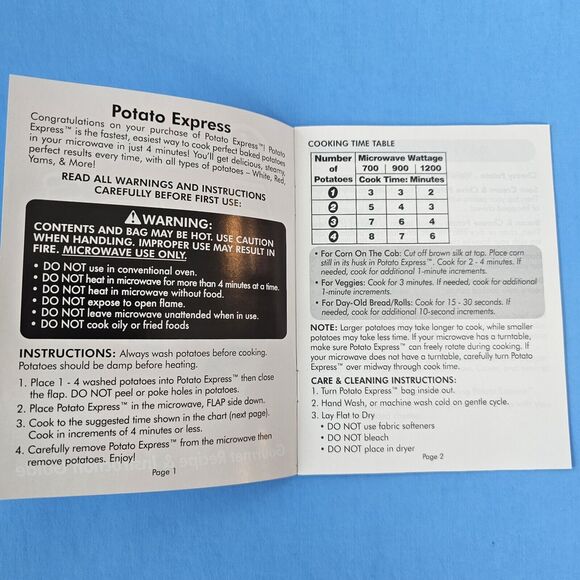 Potato Express
Congratulations on your purchase of Potato Express™! Potato
Express™ is the fastest, easiest way to cook perfect baked potatoes
in your microwave in just 4 minutes! You'll get delicious, steamy,
perfect results every time, with all types of potatoes – White, Red,
Yams, & More!
READ ALL WARNINGS AND INSTRUCTIONS
CAREFULLY BEFORE FIRST USE:
WARNING:
CONTENTS AND BAG MAY BE HOT. USE CAUTION
WHEN HANDLING. IMPROPER USE MAY RESULT IN
FIRE. MICROWAVE USE ONLY.
• DO NOT use in conventional oven.
• DO NOT heat in microwave for more than 4 minutes at a time.
• DO NOT heat in microwave without food.
• DO NOT expose to open flame.
• DO NOT leave microwave unattended when in use.
• DO NOT cook oily or fried foods
INSTRUCTIONS: Always wash potatoes before cooking.
Potatoes should be damp before heating.
1. Place 1 - 4 washed potatoes into Potato Express™ then close
the flap. DO NOT peel or poke holes in potatoes.
2. Place Potato Express™ in the microwave, FLAP side down.
3. Cook to the suggested time shown in the chart (next page).
Cook in increments of 4 minutes or less.
4. Carefully remove Potato Express™ from the microwave then
remove potatoes. Enjoy!
Page 1
COOKING TIME TABLE
Number of Potatoes Microwave Wattage
700 900 1200
Cook Time: Minutes
1 3 3 2
2 5 4 3
3 7 6 4
4 8 7 6
• For Corn On The Cob: Cut off brown silk at top. Place corn
still in its husk in Potato Express™. Cook for 2 - 4 minutes. If
needed, cook for additional 1-minute increments.
• For Veggies: Cook for 3 minutes. If needed, cook for additional
1-minute increments.
• For Day-Old Bread/Rolls: Cook for 15 - 30 seconds. If
needed, cook for additional 10-second increments.
NOTE: Larger potatoes may take longer to cook, while smaller
potatoes may take less time. If your microwave has a turntable,
make sure Potato Express™ can freely rotate during cooking. If
your microwave does not have a turntable, carefully turn Potato
Express™ over midway through cook time.
CARE & CLEANING INSTRUCTIONS:
1. Turn Potato Express™ bag inside out.
2. Hand Wash, or machine wash cold on gentle cycle.
3. Lay Flat to Dry
• DO NOT use fabric softeners
• DO NOT bleach
• DO NOT place in dryer
Page 2